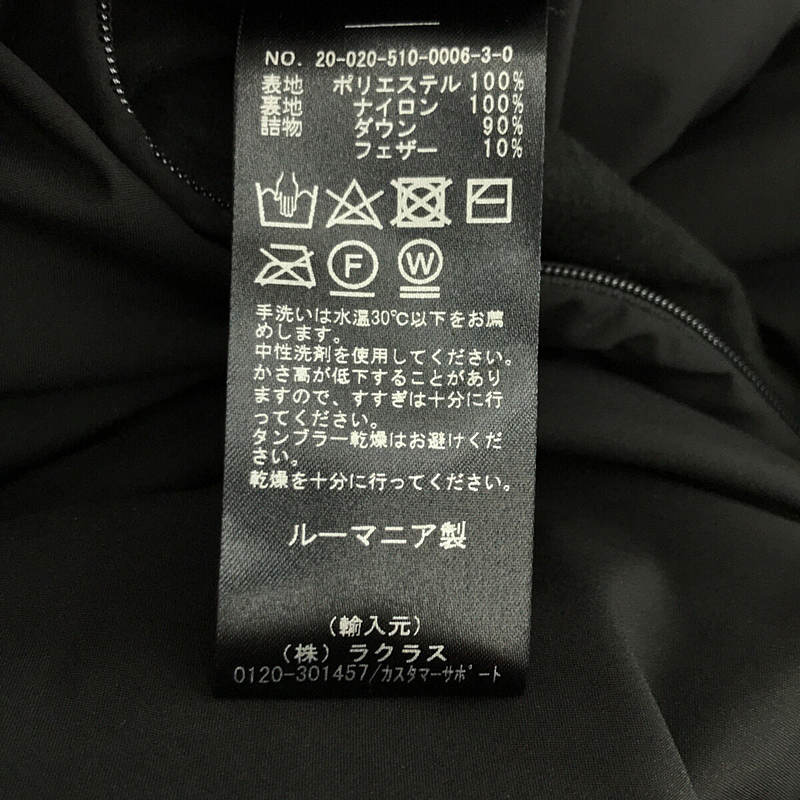 NO. 20-020-510-0006-3-0
表地 ポリエステル 100%
裏地 ナイロン 100%
詰物 ダウン 90%
フェザー 10%
F W
手洗いは水温30℃以下をお薦
めします。
中性洗剤を使用してください。
かさ高が低下することがあり
ますので、すすぎは十分に行
ってください。
タンブラー乾燥はお避けくだ
さい。
乾燥を十分に行ってください。
ルーマニア製
(輸入元)
(株) ラクラス
0120-301457/カスタマーサポート